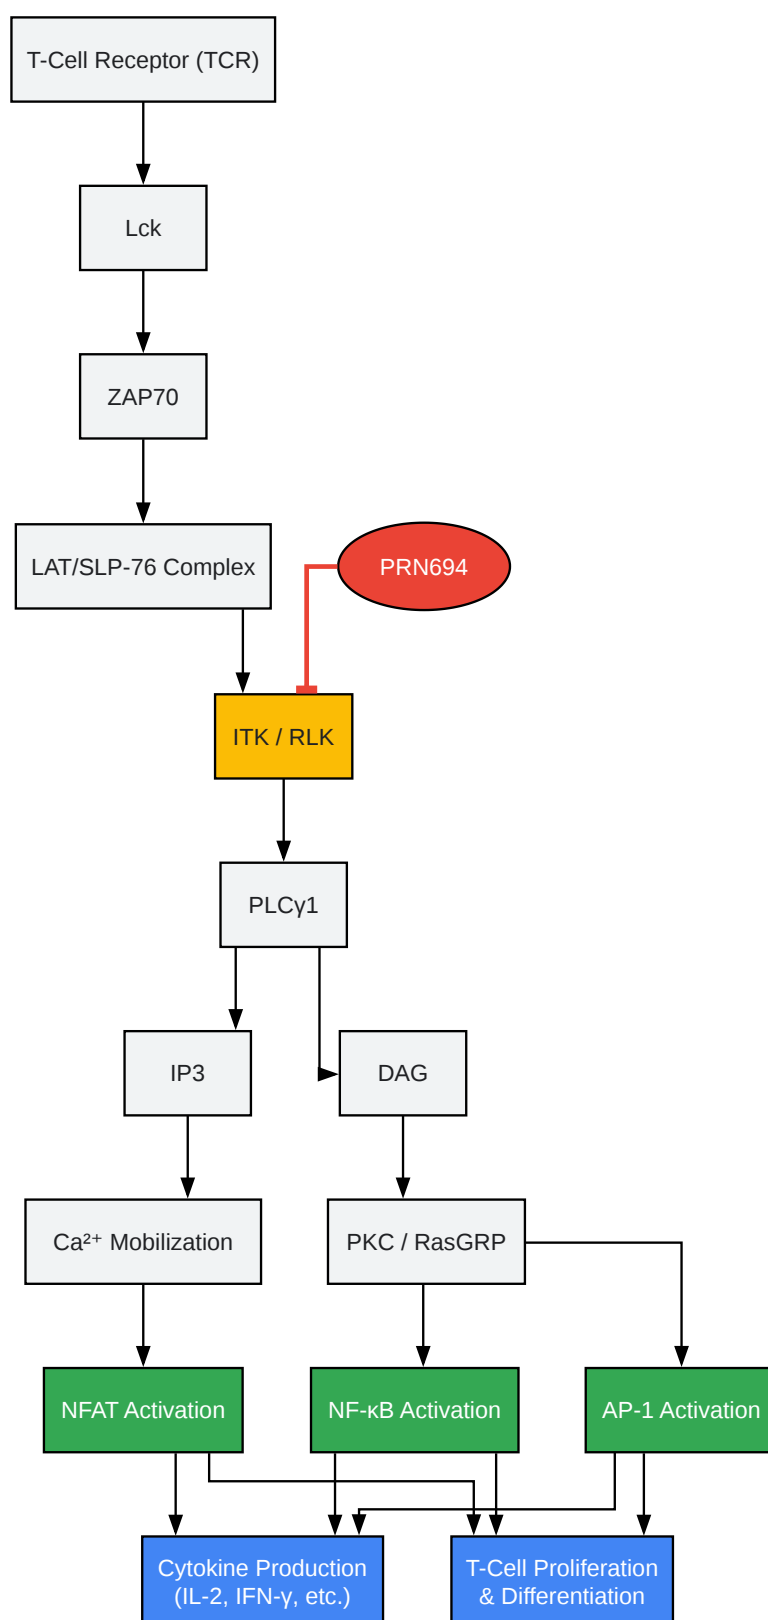 T-Cell Receptor (TCR)
Lck
ZAP70
LAT/SLP-76 Complex
PRN694
ITK / RLK
PLCγ1
IP3
DAG
Ca²⁺ Mobilization
PKC / RasGRP
NFAT Activation
NF-κB Activation
AP-1 Activation
Cytokine Production
(IL-2, IFN-γ, etc.)
T-Cell Proliferation
& Differentiation